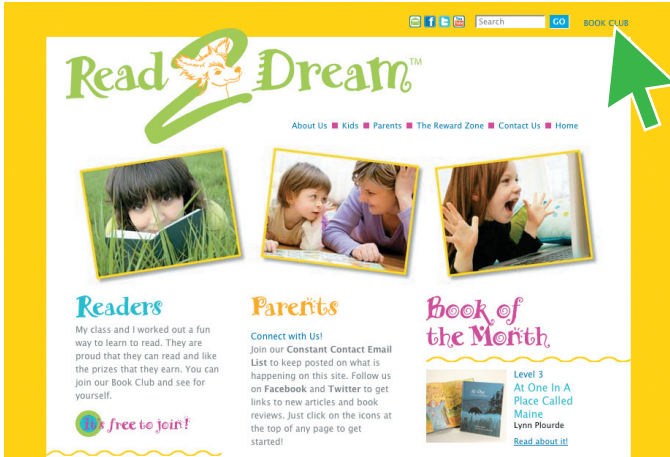 Search GO BOOK CLUB
Read 2 Dream™
About Us ■ Kids ■ Parents ■ The Reward Zone ■ Contact Us ■ Home
Readers
My class and I worked out a fun
way to learn to read. They are
proud that they can read and like
the prizes that they earn. You can
join our Book Club and see for
yourself.
It's free to join!
Parents
Connect with Us!
Join our Constant Contact Email
List to keep posted on what is
happening on this site. Follow us
on Facebook and Twitter to get
links to new articles and book
reviews. Just click on the icons at
the top of any page to get
started!
Book of
the Month
Level 3
At One In A
Place Called
Maine
Lynn Plourde
Read about it!